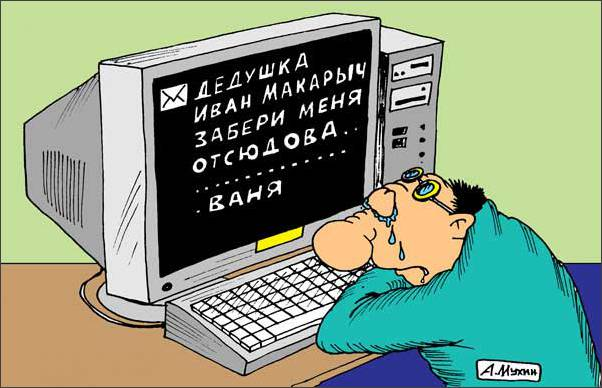 ДЕДУШКА
ИВАН МАКАРЫЧ
ЗАБЕРИ МЕНЯ
ОТСЮДОВА..
..............
.ВАНЯ
А.Мухин